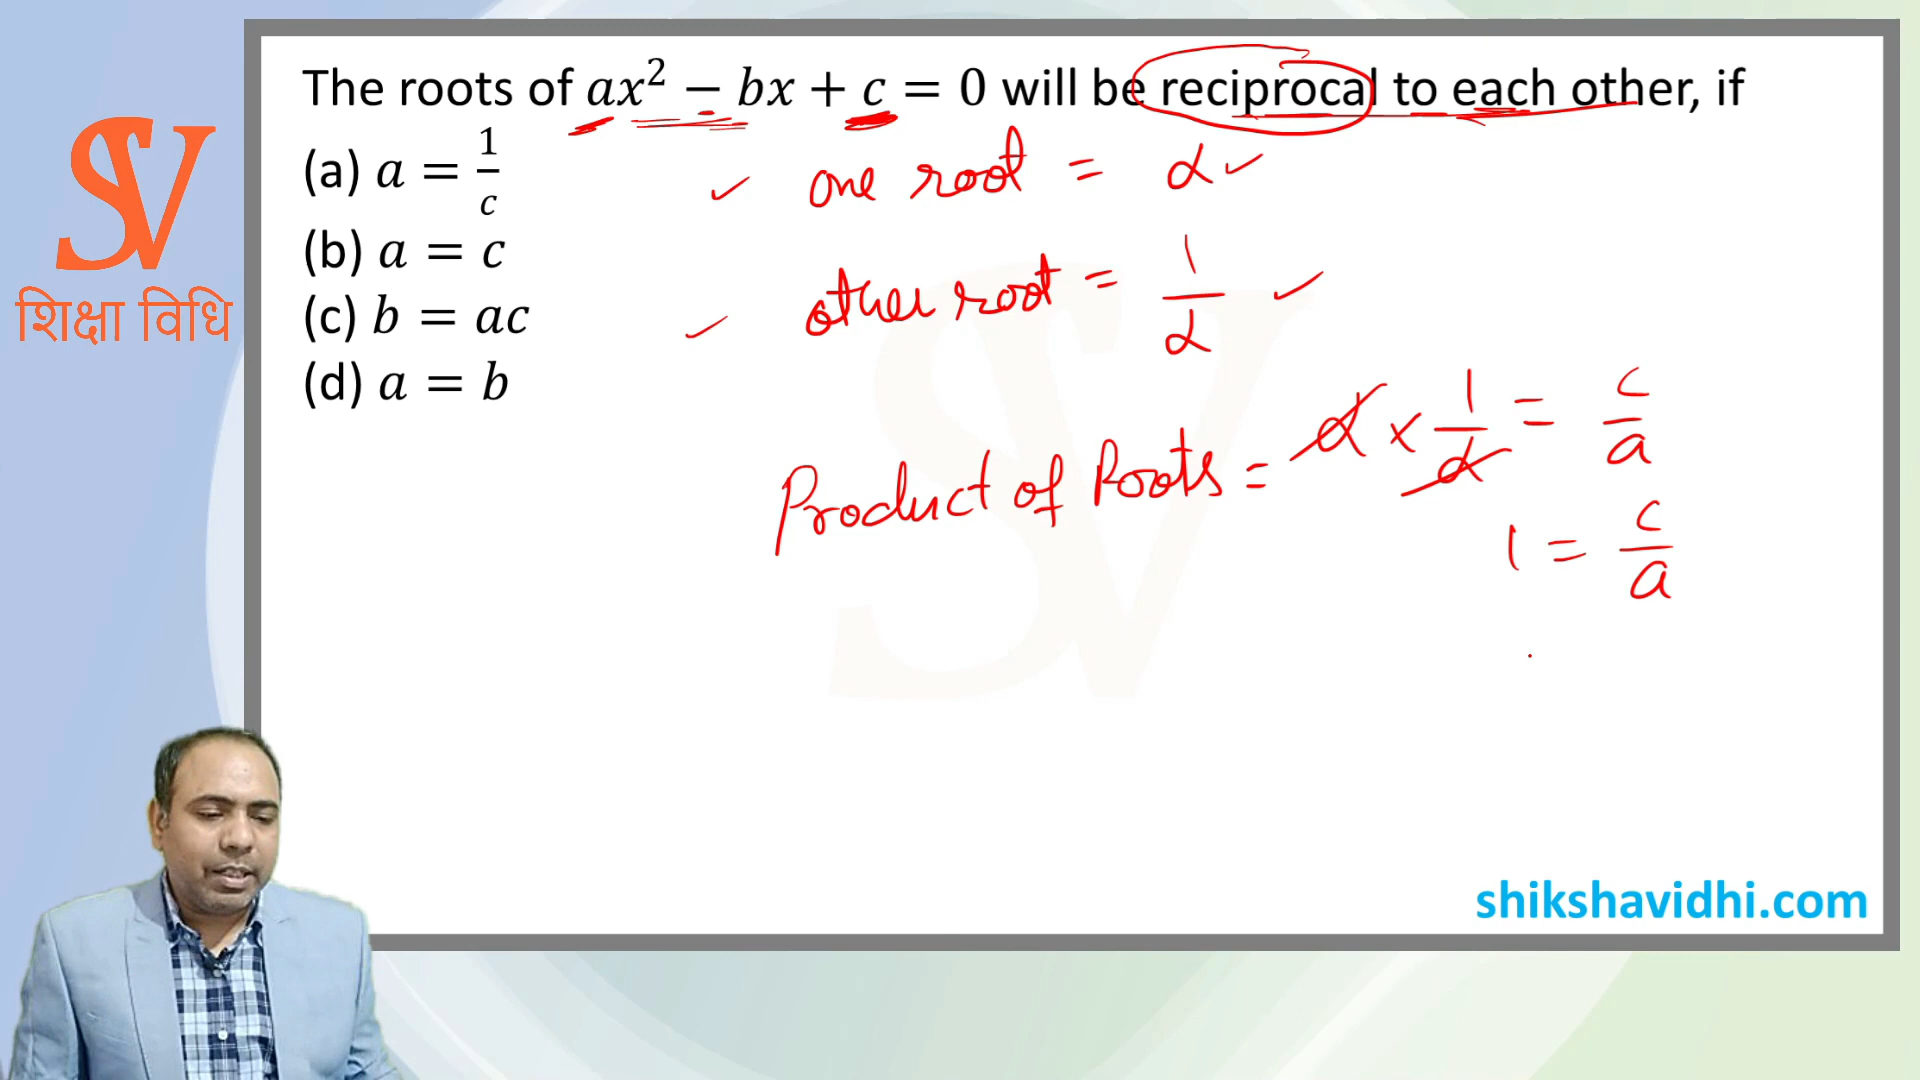 The roots of ax² − bx + c = 0 will be reciprocal to each other, if
(a) a = 1/c
(b) a = c
(c) b = ac
(d) a = b
one root = α
other root = 1/α
Product of Roots = α × 1/α = c/a
1 = c/a
SV
शिक्षा विधि
shikshavidhi.com